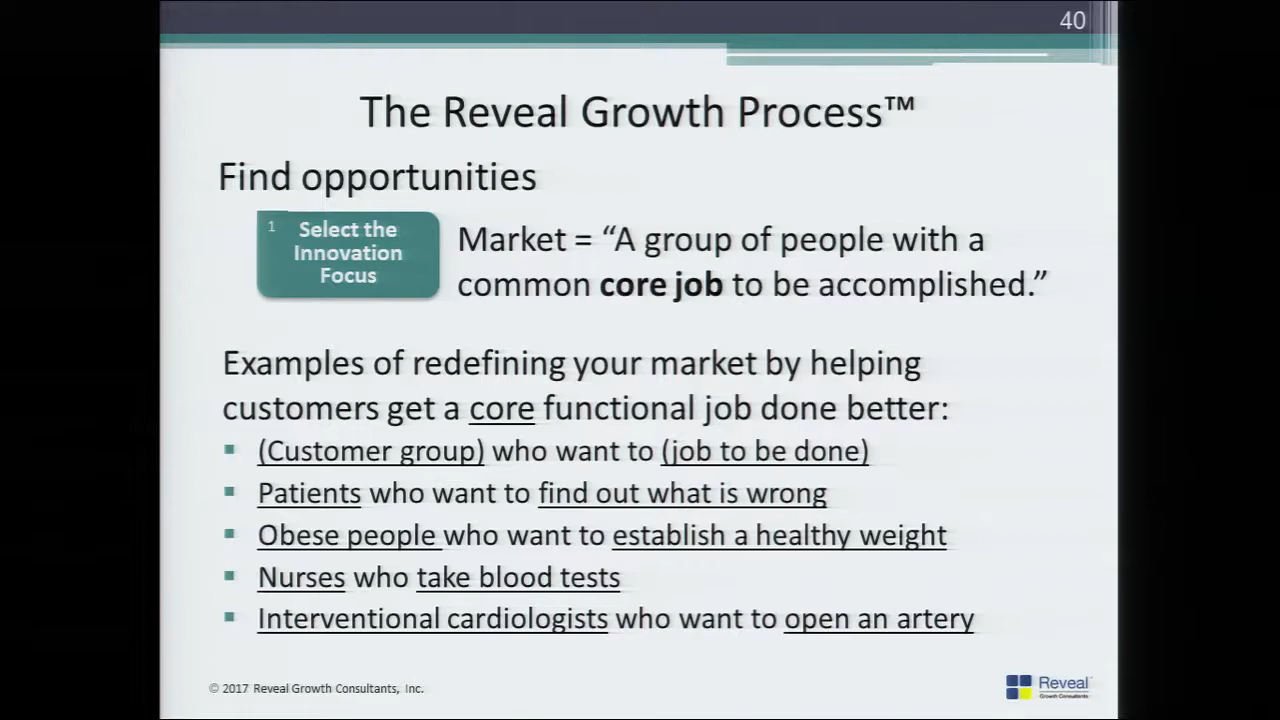 40
The Reveal Growth Process™
Find opportunities
1
Select the
Innovation
Focus
Market = “A group of people with a
common core job to be accomplished.”
Examples of redefining your market by helping
customers get a core functional job done better:
(Customer group) who want to (job to be done)
Patients who want to find out what is wrong
Obese people who want to establish a healthy weight
Nurses who take blood tests
Interventional cardiologists who want to open an artery
© 2017 Reveal Growth Consultants, Inc.
Reveal
Growth Consultants